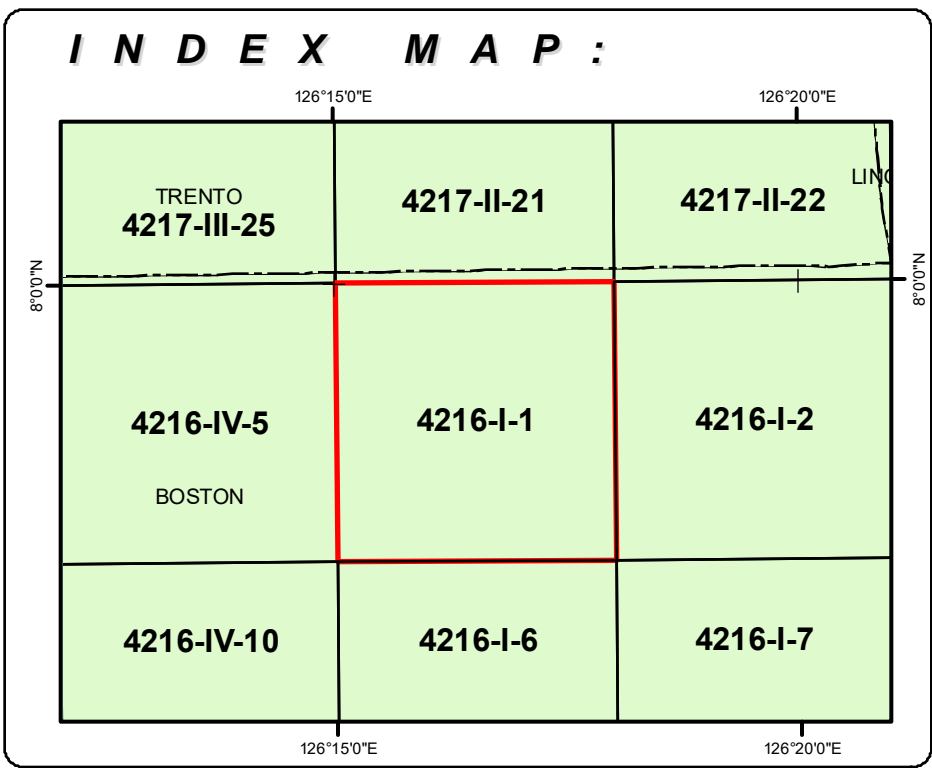 INDEX MAP:
126°15'0"E 126°20'0"E
TRENTO
4217-III-25
4217-II-21
4217-II-22
8°0'0"N
8°0'0"N
4216-IV-5
4216-I-1
4216-I-2
BOSTON
4216-IV-10
4216-I-6
4216-I-7
126°15'0"E 126°20'0"E